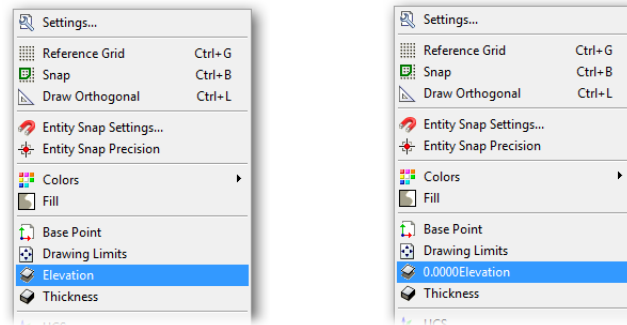 Settings...
Reference Grid Ctrl+G
Snap Ctrl+B
Draw Orthogonal Ctrl+L
Entity Snap Settings...
Entity Snap Precision
Colors
Fill
Base Point
Drawing Limits
Elevation
Thickness
Settings...
Reference Grid Ctrl+G
Snap Ctrl+B
Draw Orthogonal Ctrl+L
Entity Snap Settings...
Entity Snap Precision
Colors
Fill
Base Point
Drawing Limits
0.0000Elevation
Thickness